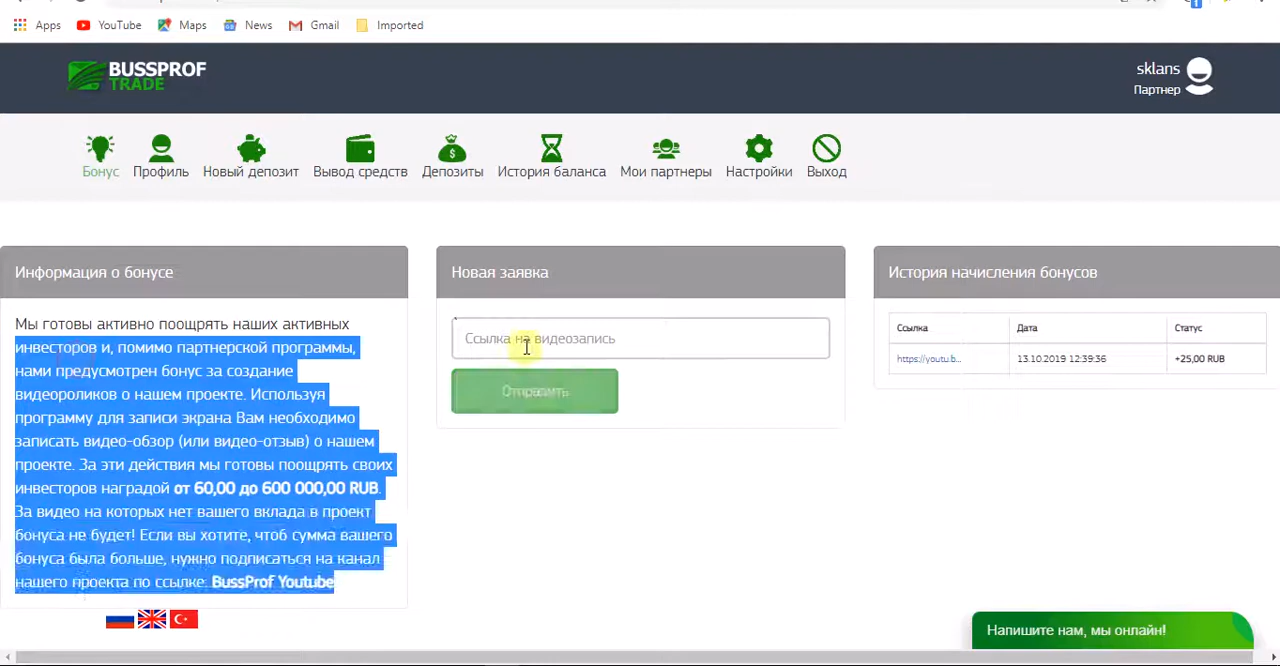 Apps YouTube Maps News Gmail Imported
BUSSPROF
TRADE
sklans
Партнер
Бонус Профиль Новый депозит Вывод средств Депозиты История баланса Мои партнеры Настройки Выход
Информация о бонусе
Мы готовы активно поощрять наших активных
инвесторов и, помимо партнерской программы,
нами предусмотрен бонус за создание
видеороликов о нашем проекте. Используя
программу для записи экрана Вам необходимо
записать видео-обзор (или видео-отзыв) о нашем
проекте. За эти действия мы готовы поощрять своих
инвесторов наградой от 60,00 до 600 000,00 RUB.
За видео на которых нет вашего вклада в проект
бонуса не будет! Если вы хотите, чтоб сумма вашего
бонуса была больше, нужно подписаться на канал
нашего проекта по ссылке: BussProf Youtube
Новая заявка
Ссылка на видеозапись
Отправить
История начисления бонусов
Ссылка Дата Статус
https://youtu.b... 13.10.2019 12:39:36 +25,00 RUB
Напишите нам, мы онлайн!